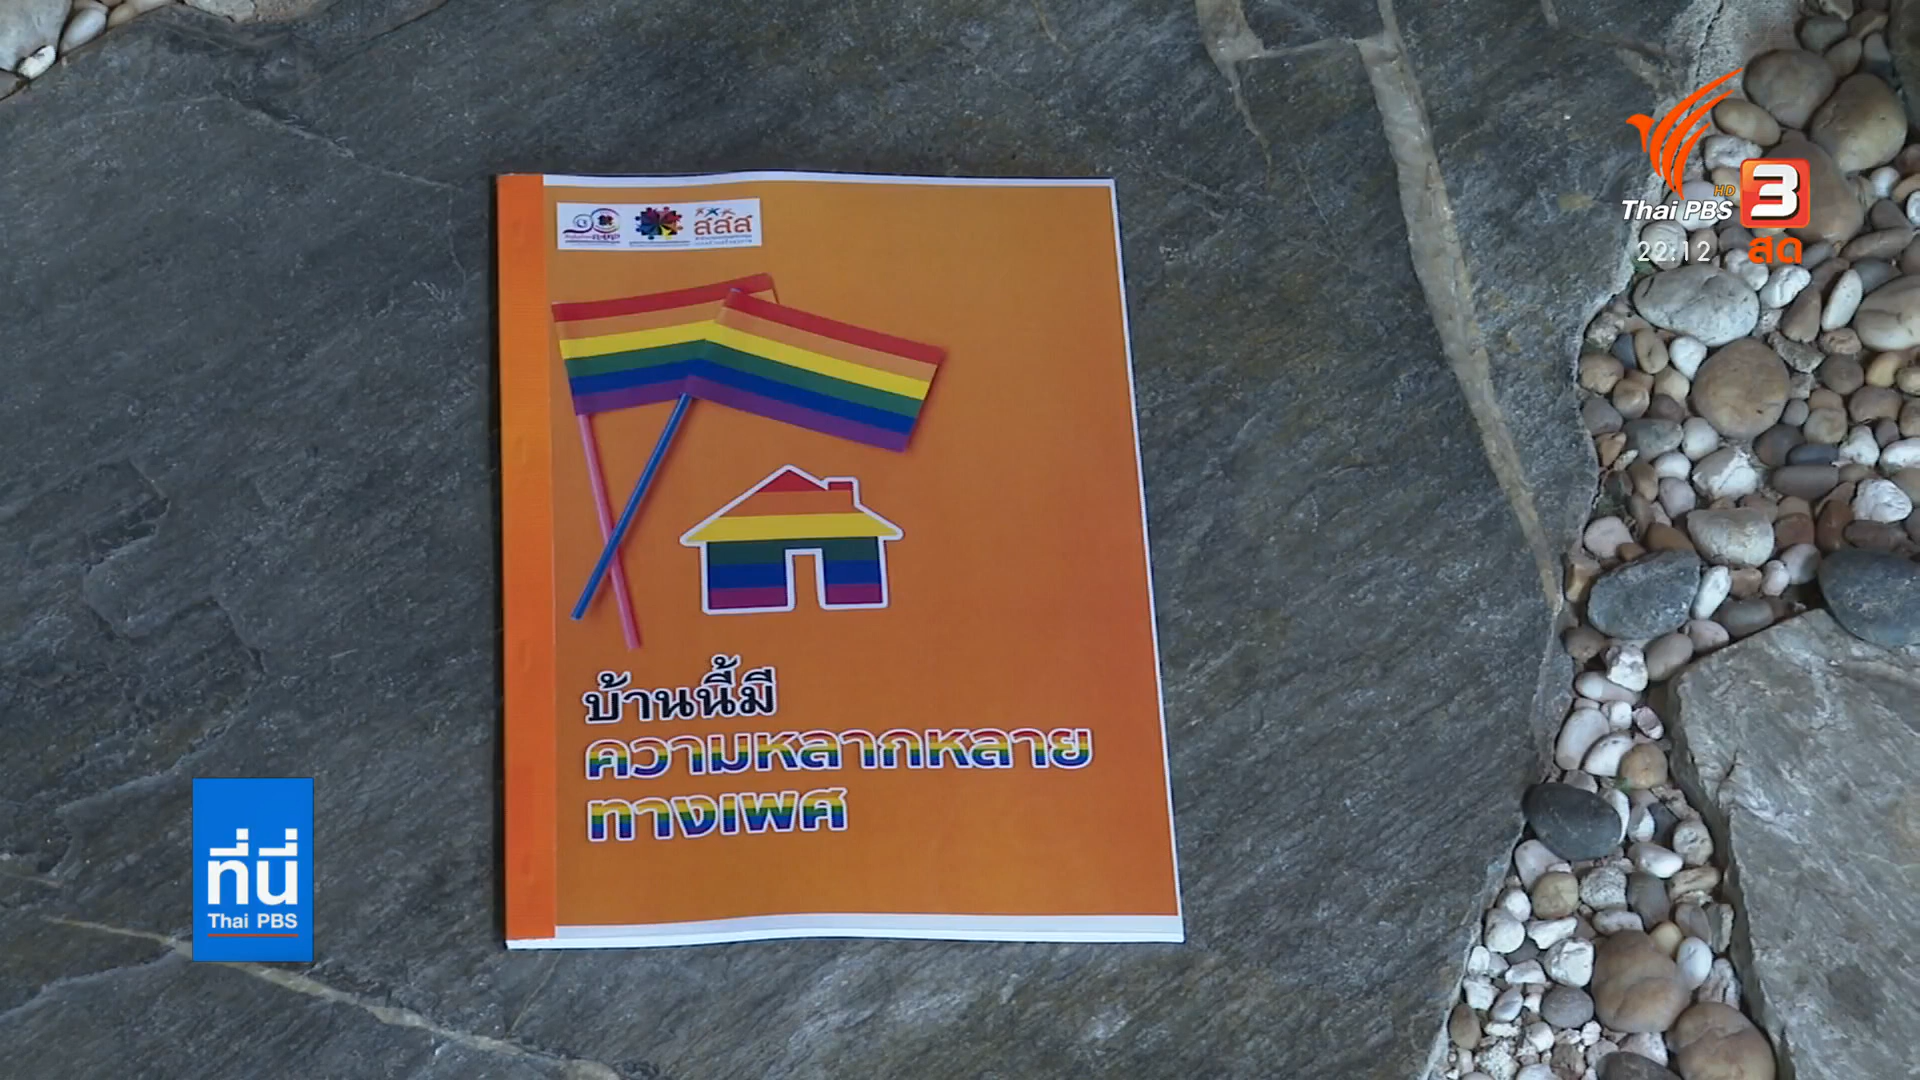 สสส
HD
Thai PBS 3
22:12 สด
บ้านนี้มี
ความหลากหลาย
ทางเพศ
ที่นี่
Thai PBS